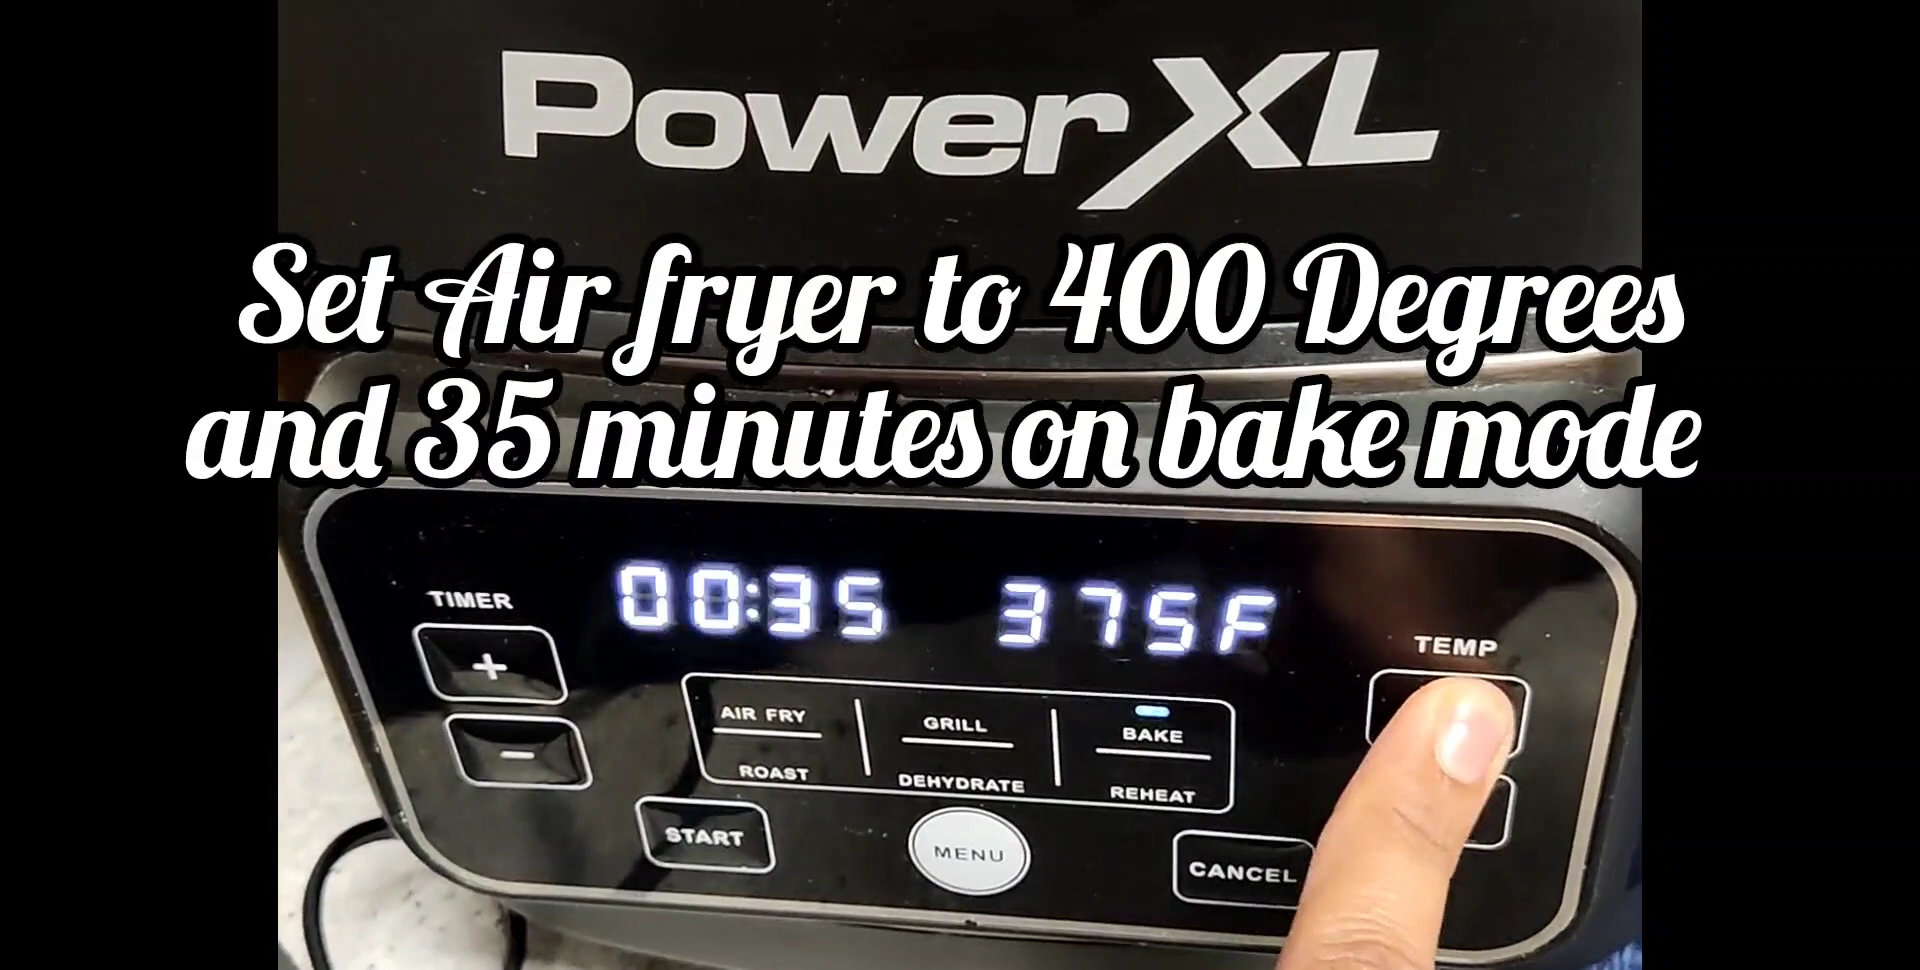 PowerXL
Set Air fryer to 400 Degrees
and 35 minutes on bake mode
00:35 375F
TIMER
TEMP
+
-
AIR FRY
GRILL
BAKE
ROAST
DEHYDRATE
REHEAT
START
MENU
CANCEL